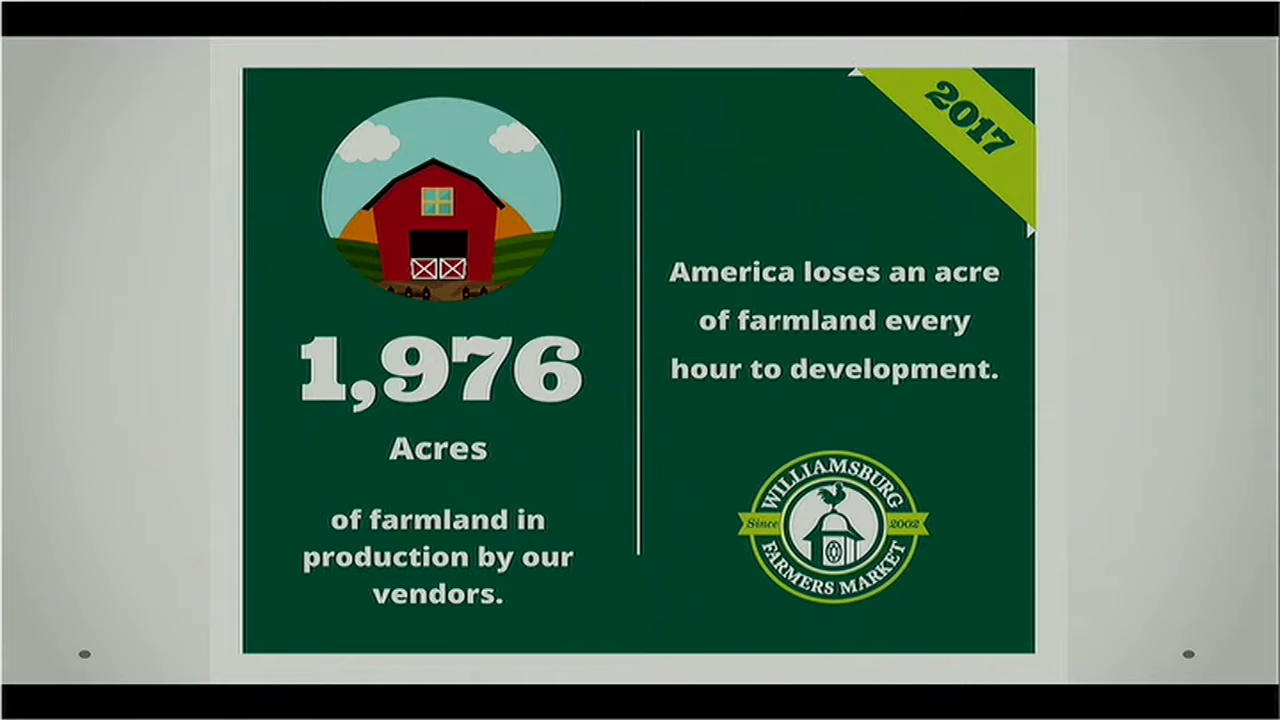 2017
1,976
Acres
of farmland in
production by our
vendors.
America loses an acre
of farmland every
hour to development.
WILLIAMSBURG
Since 2002
FARMERS MARKET